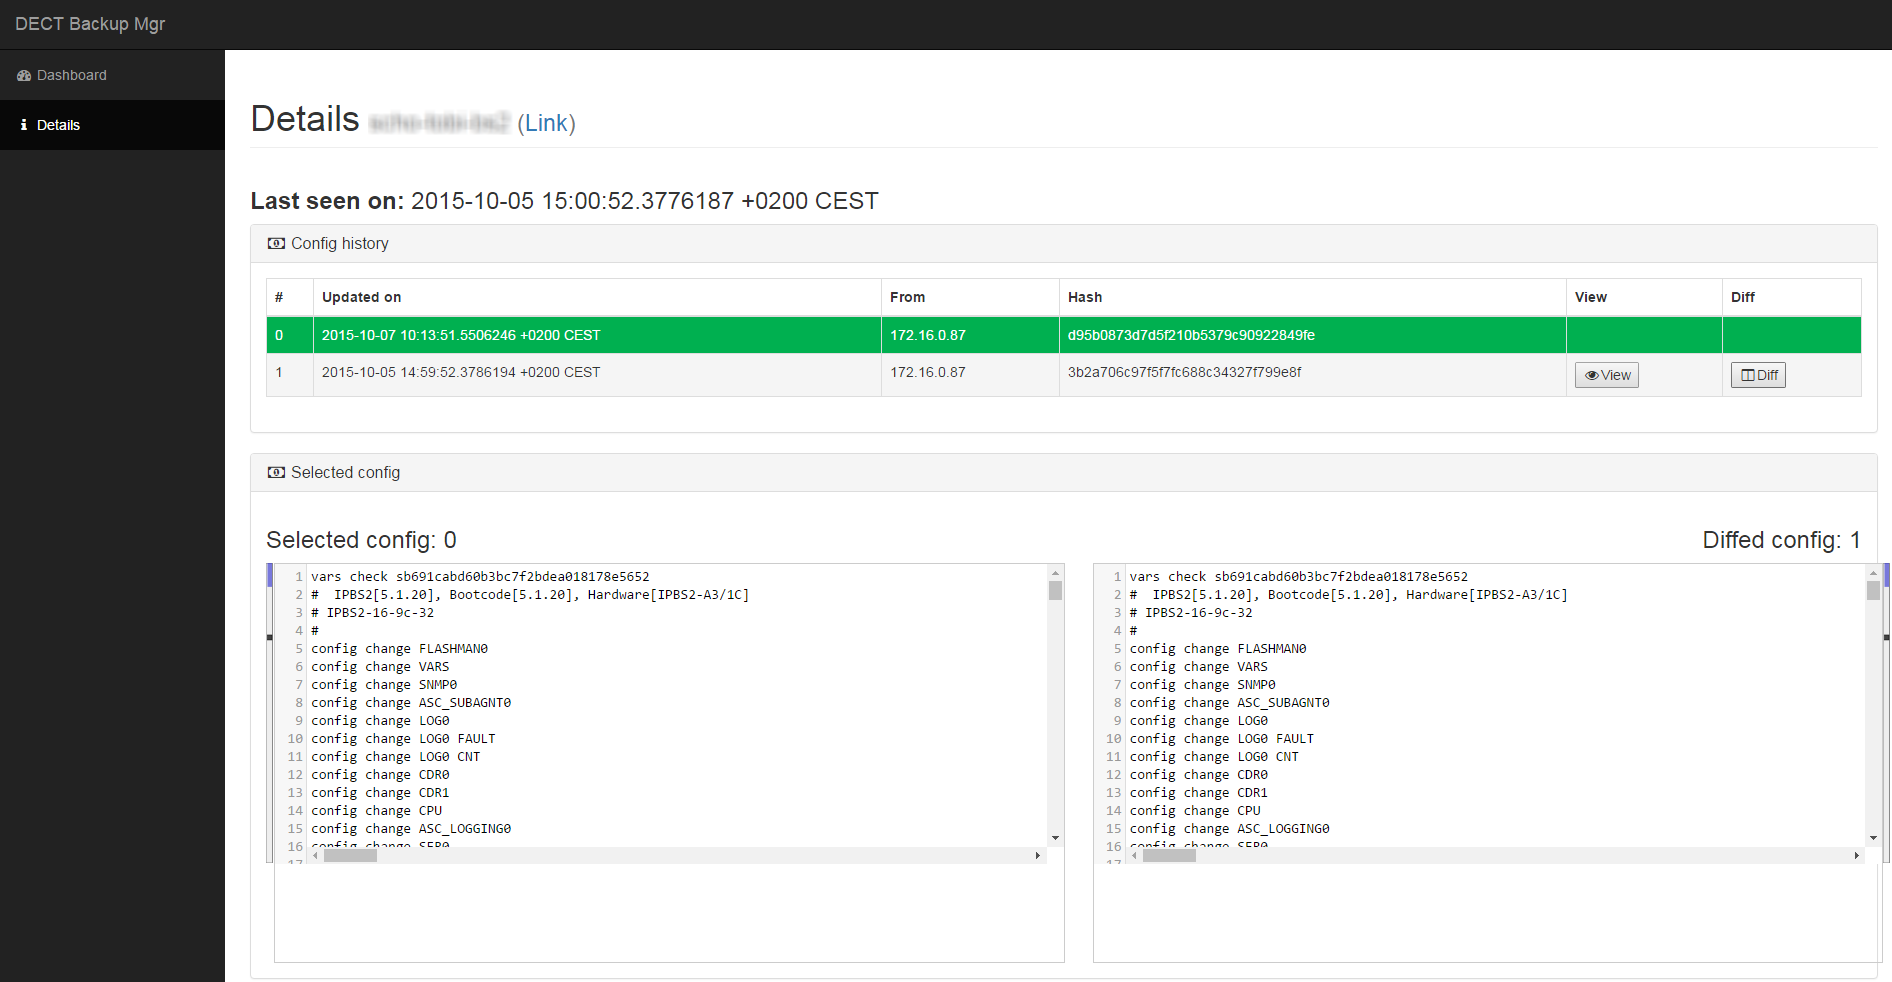 DECT Backup Mgr
Dashboard
Details
Details (Link)
Last seen on: 2015-10-05 15:00:52.3776187 +0200 CEST
Config history
# Updated on From Hash View Diff
0 2015-10-07 10:13:51.5506246 +0200 CEST 172.16.0.87 d95b0873d7d5f210b5379c90922849fe
1 2015-10-05 14:59:52.3786194 +0200 CEST 172.16.0.87 3b2a706c97f5f7fc688c34327f799e8f View Diff
Selected config
Selected config: 0
1 vars check sb691cabd60b3bc7f2bdea018178e5652
2 #  IPBS2[5.1.20], Bootcode[5.1.20], Hardware[IPBS2-A3/1C]
3 # IPBS2-16-9c-32
4 #
5 config change FLASHMAN0
6 config change VARS
7 config change SNMP0
8 config change ASC_SUBAGNT0
9 config change LOG0
10 config change LOG0 FAULT
11 config change LOG0 CNT
12 config change CDR0
13 config change CDR1
14 config change CPU
15 config change ASC_LOGGING0
16 config change SER0
17
Diffed config: 1
1 vars check sb691cabd60b3bc7f2bdea018178e5652
2 #  IPBS2[5.1.20], Bootcode[5.1.20], Hardware[IPBS2-A3/1C]
3 # IPBS2-16-9c-32
4 #
5 config change FLASHMAN0
6 config change VARS
7 config change SNMP0
8 config change ASC_SUBAGNT0
9 config change LOG0
10 config change LOG0 FAULT
11 config change LOG0 CNT
12 config change CDR0
13 config change CDR1
14 config change CPU
15 config change ASC_LOGGING0
16 config change SER0
17